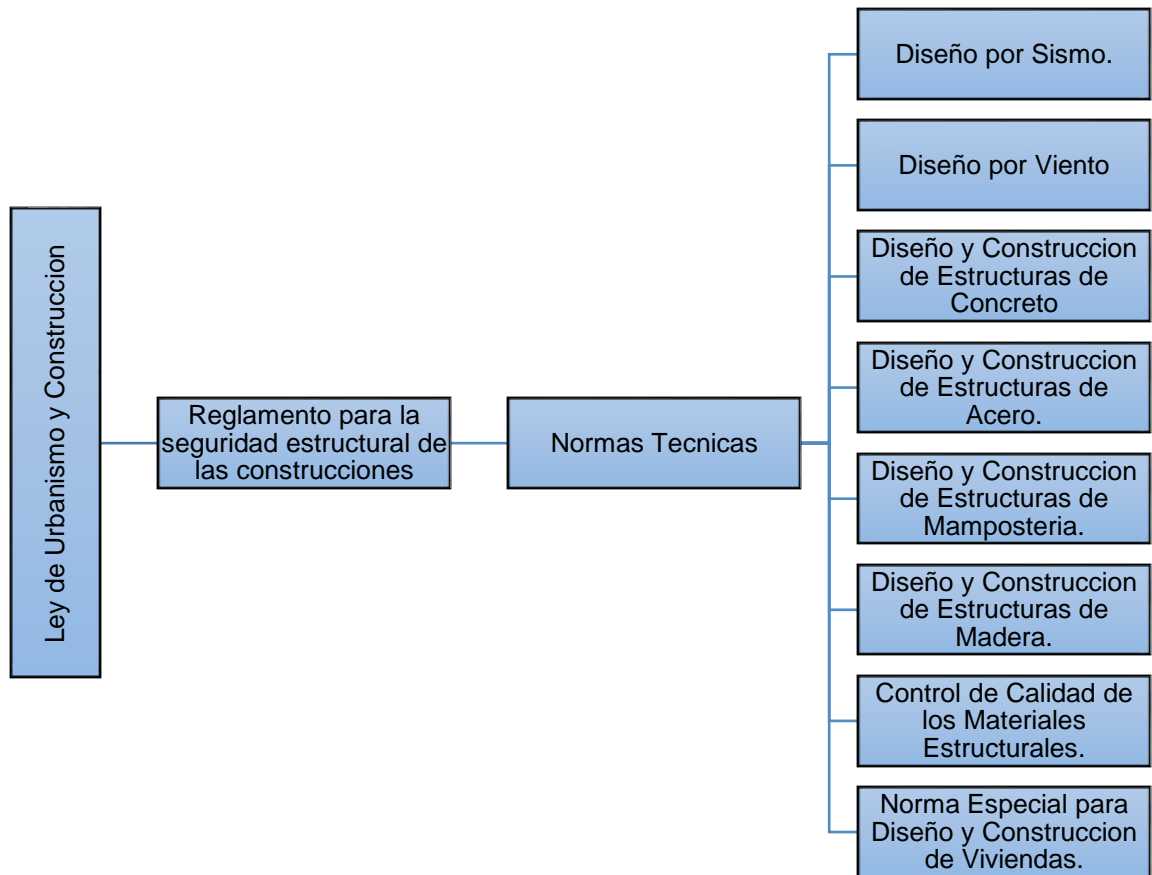 Ley de Urbanismo y Construccion
Reglamento para la
seguridad estructural de
las construcciones
Normas Tecnicas
Diseño por Sismo.
Diseño por Viento
Diseño y Construccion
de Estructuras de
Concreto
Diseño y Construccion
de Estructuras de
Acero.
Diseño y Construccion
de Estructuras de
Mamposteria.
Diseño y Construccion
de Estructuras de
Madera.
Control de Calidad de
los Materiales
Estructurales.
Norma Especial para
Diseño y Construccion
de Viviendas.